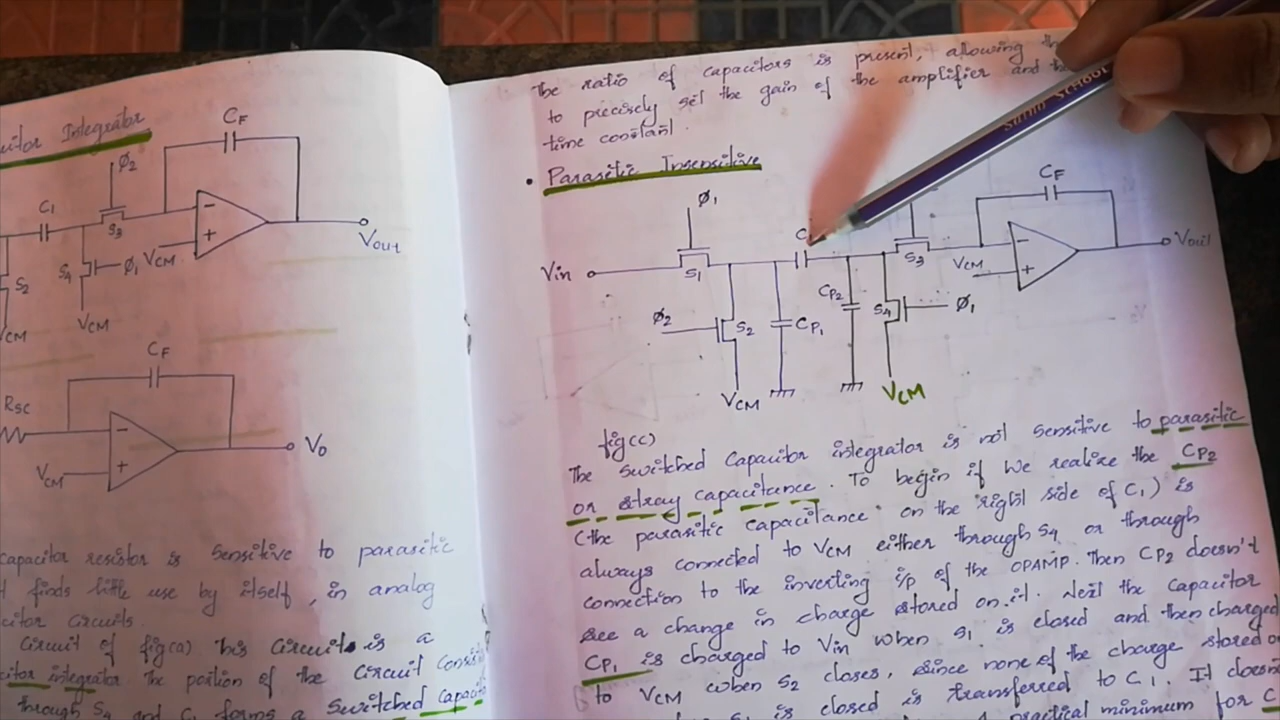 itor Integrator
CF
Ø2
C1
S3
VCM
Vout
S4
Ø1
S2
VCM
CM
CF
RSC
VCM
Vo
capacitor resistor is sensitive to parasitic
t finds little use by itself, in analog
citor circuits.
Circuit of fig(a) this circuit is a
citor integrator. The portion of the circuit consis
through S4 and C1 forms a switched capaci
The ratio of capacitors is present, allowing th
to precisely set the gain of the amplifier and t
time constant.
• Parasitic Insensitive
Ø1
Vin
S1
C
S3
CF
VCM
Vout
Ø2
S2
CP1
CP2
S4
Ø1
VCM
VCM
fig(c)
The switched capacitor integrator is not sensitive to parasitic
or stray capacitance. To begin if we realize the CP2
(the parasitic capacitance on the right side of C1) is
always connected to VCM either through S4 or through
connection to the inverting i/p of the OPAMP. Then CP2 doesn't
see a change in charge stored on it. Next the Capacitor
CP1 is charged to Vin when S1 is closed and then charged
to VCM when S2 closes, since none of the charge stored o
S1 is closed is transferred to C1. It doesn
practical minimum for C